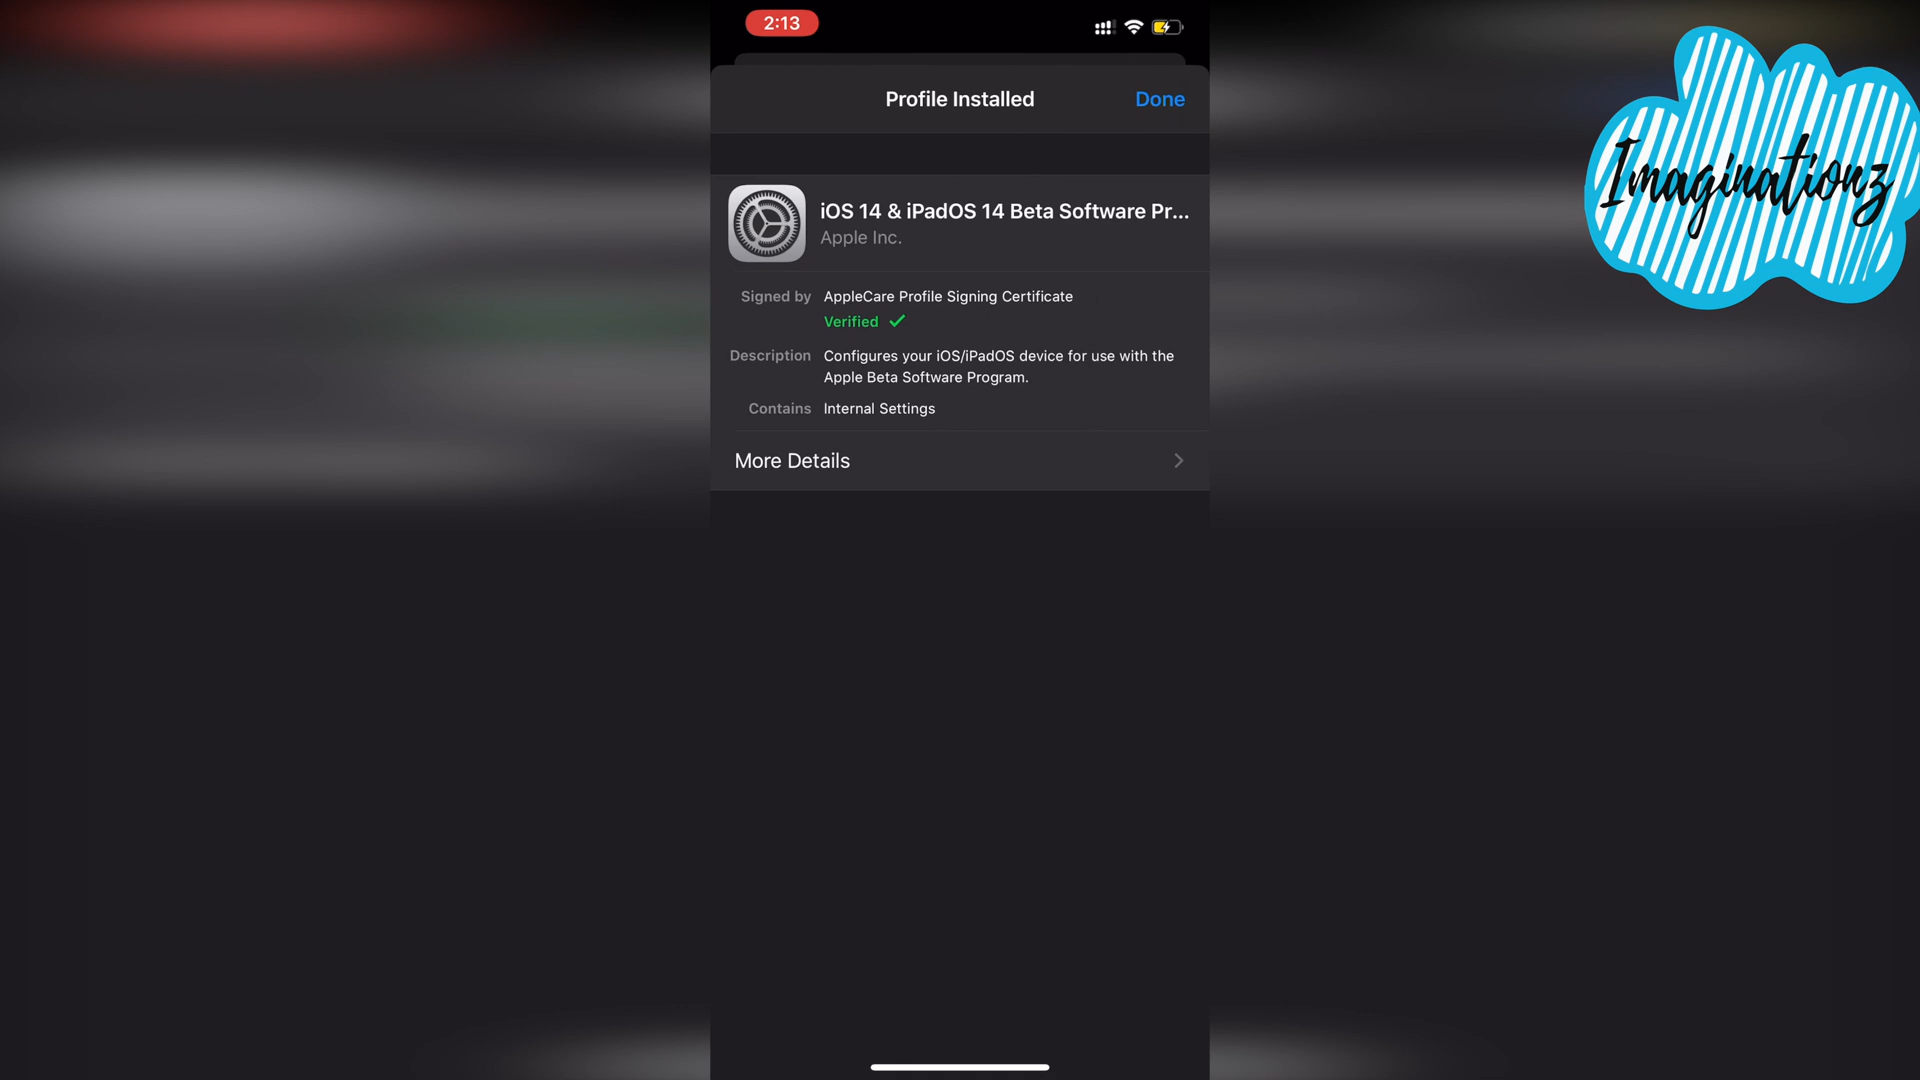 2:13
Profile Installed
Done
iOS 14 & iPadOS 14 Beta Software Pr...
Apple Inc.
Signed by AppleCare Profile Signing Certificate
Verified
Description Configures your iOS/iPadOS device for use with the
Apple Beta Software Program.
Contains Internal Settings
More Details
Imaginationz